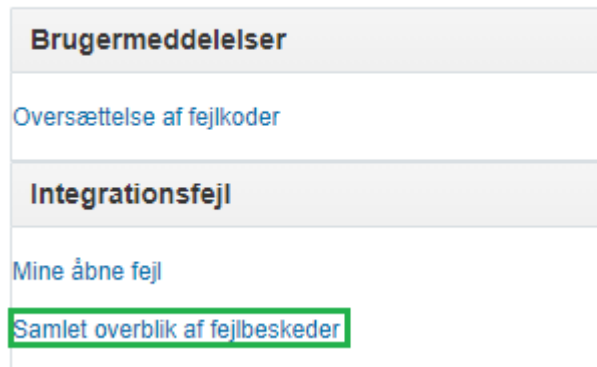 Brugermeddelelser
Oversættelse af fejlkoder
Integrationsfejl
Mine åbne fejl
Samlet overblik af fejlbeskeder